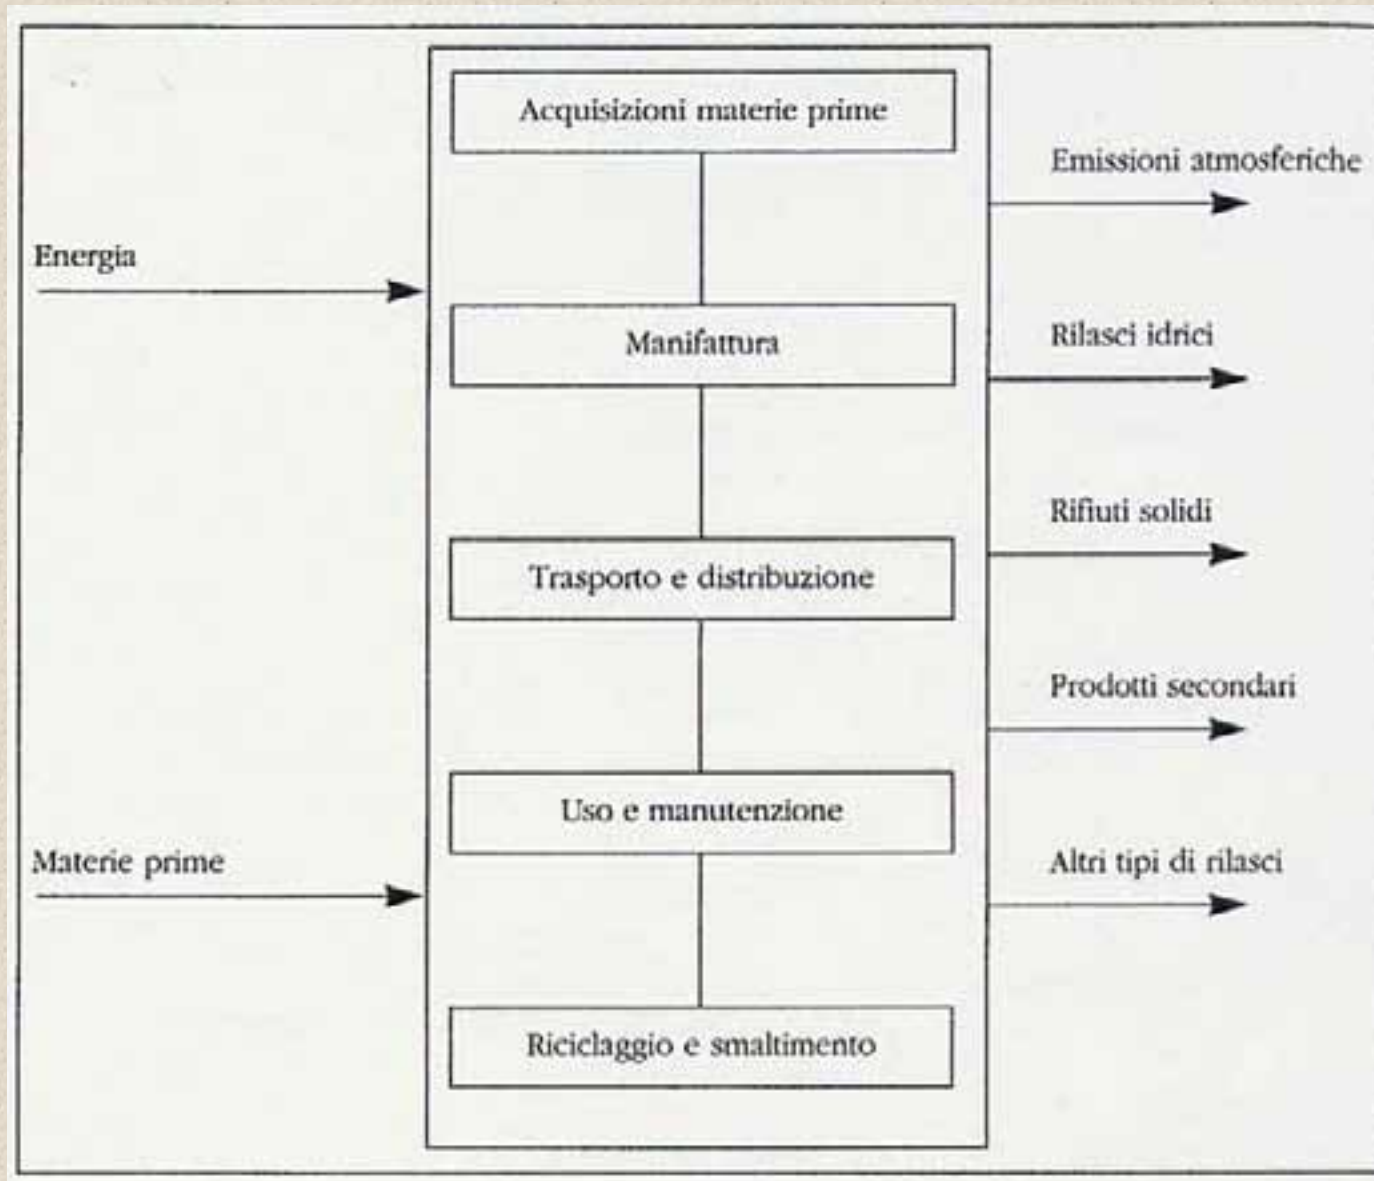 Acquisizioni materie prime
Emissioni atmosferiche
Energia
Manifattura
Rilasci idrici
Rifiuti solidi
Trasporto e distribuzione
Prodotti secondari
Uso e manutenzione
Materie prime
Altri tipi di rilasci
Riciclaggio e smaltimento